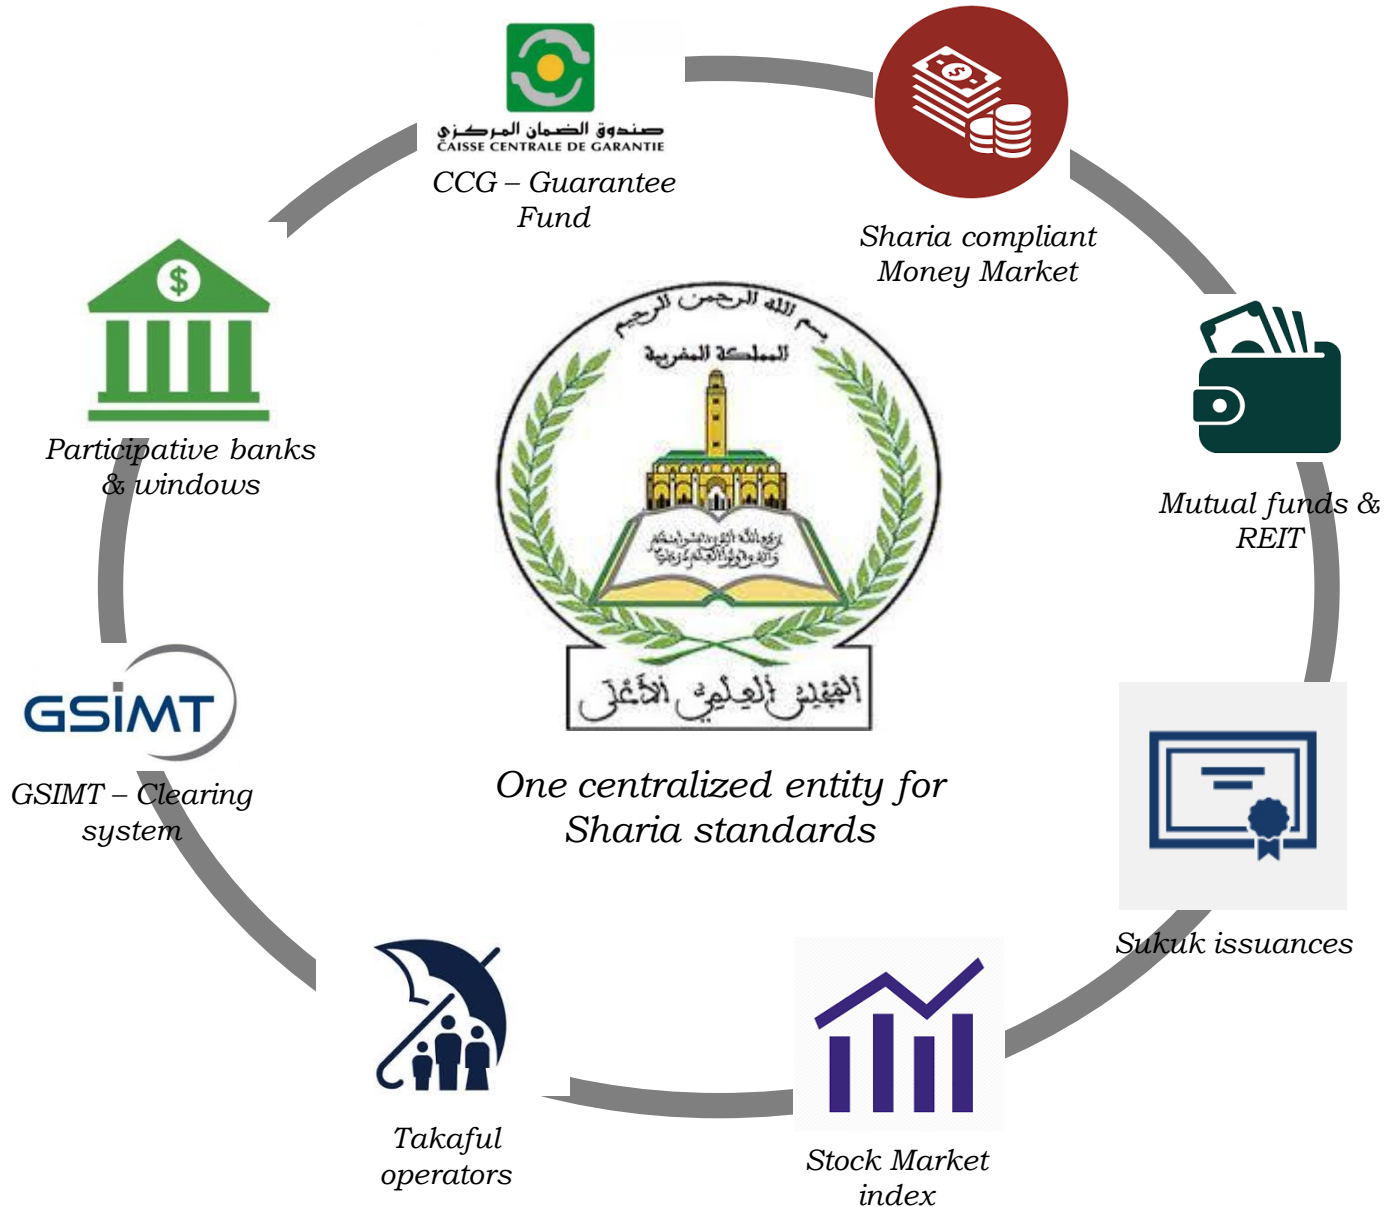 صندوق الضمان المركزي
CAISSE CENTRALE DE GARANTIE
CCG – Guarantee
Fund
Sharia compliant
Money Market
Participative banks
& windows
بسم الله الرحمن الرحيم
المملكة المغربية
المجلس العلمي الأعلى
One centralized entity for
Sharia standards
Mutual funds &
REIT
GSIMT
GSIMT – Clearing
system
Sukuk issuances
Takaful
operators
Stock Market
index